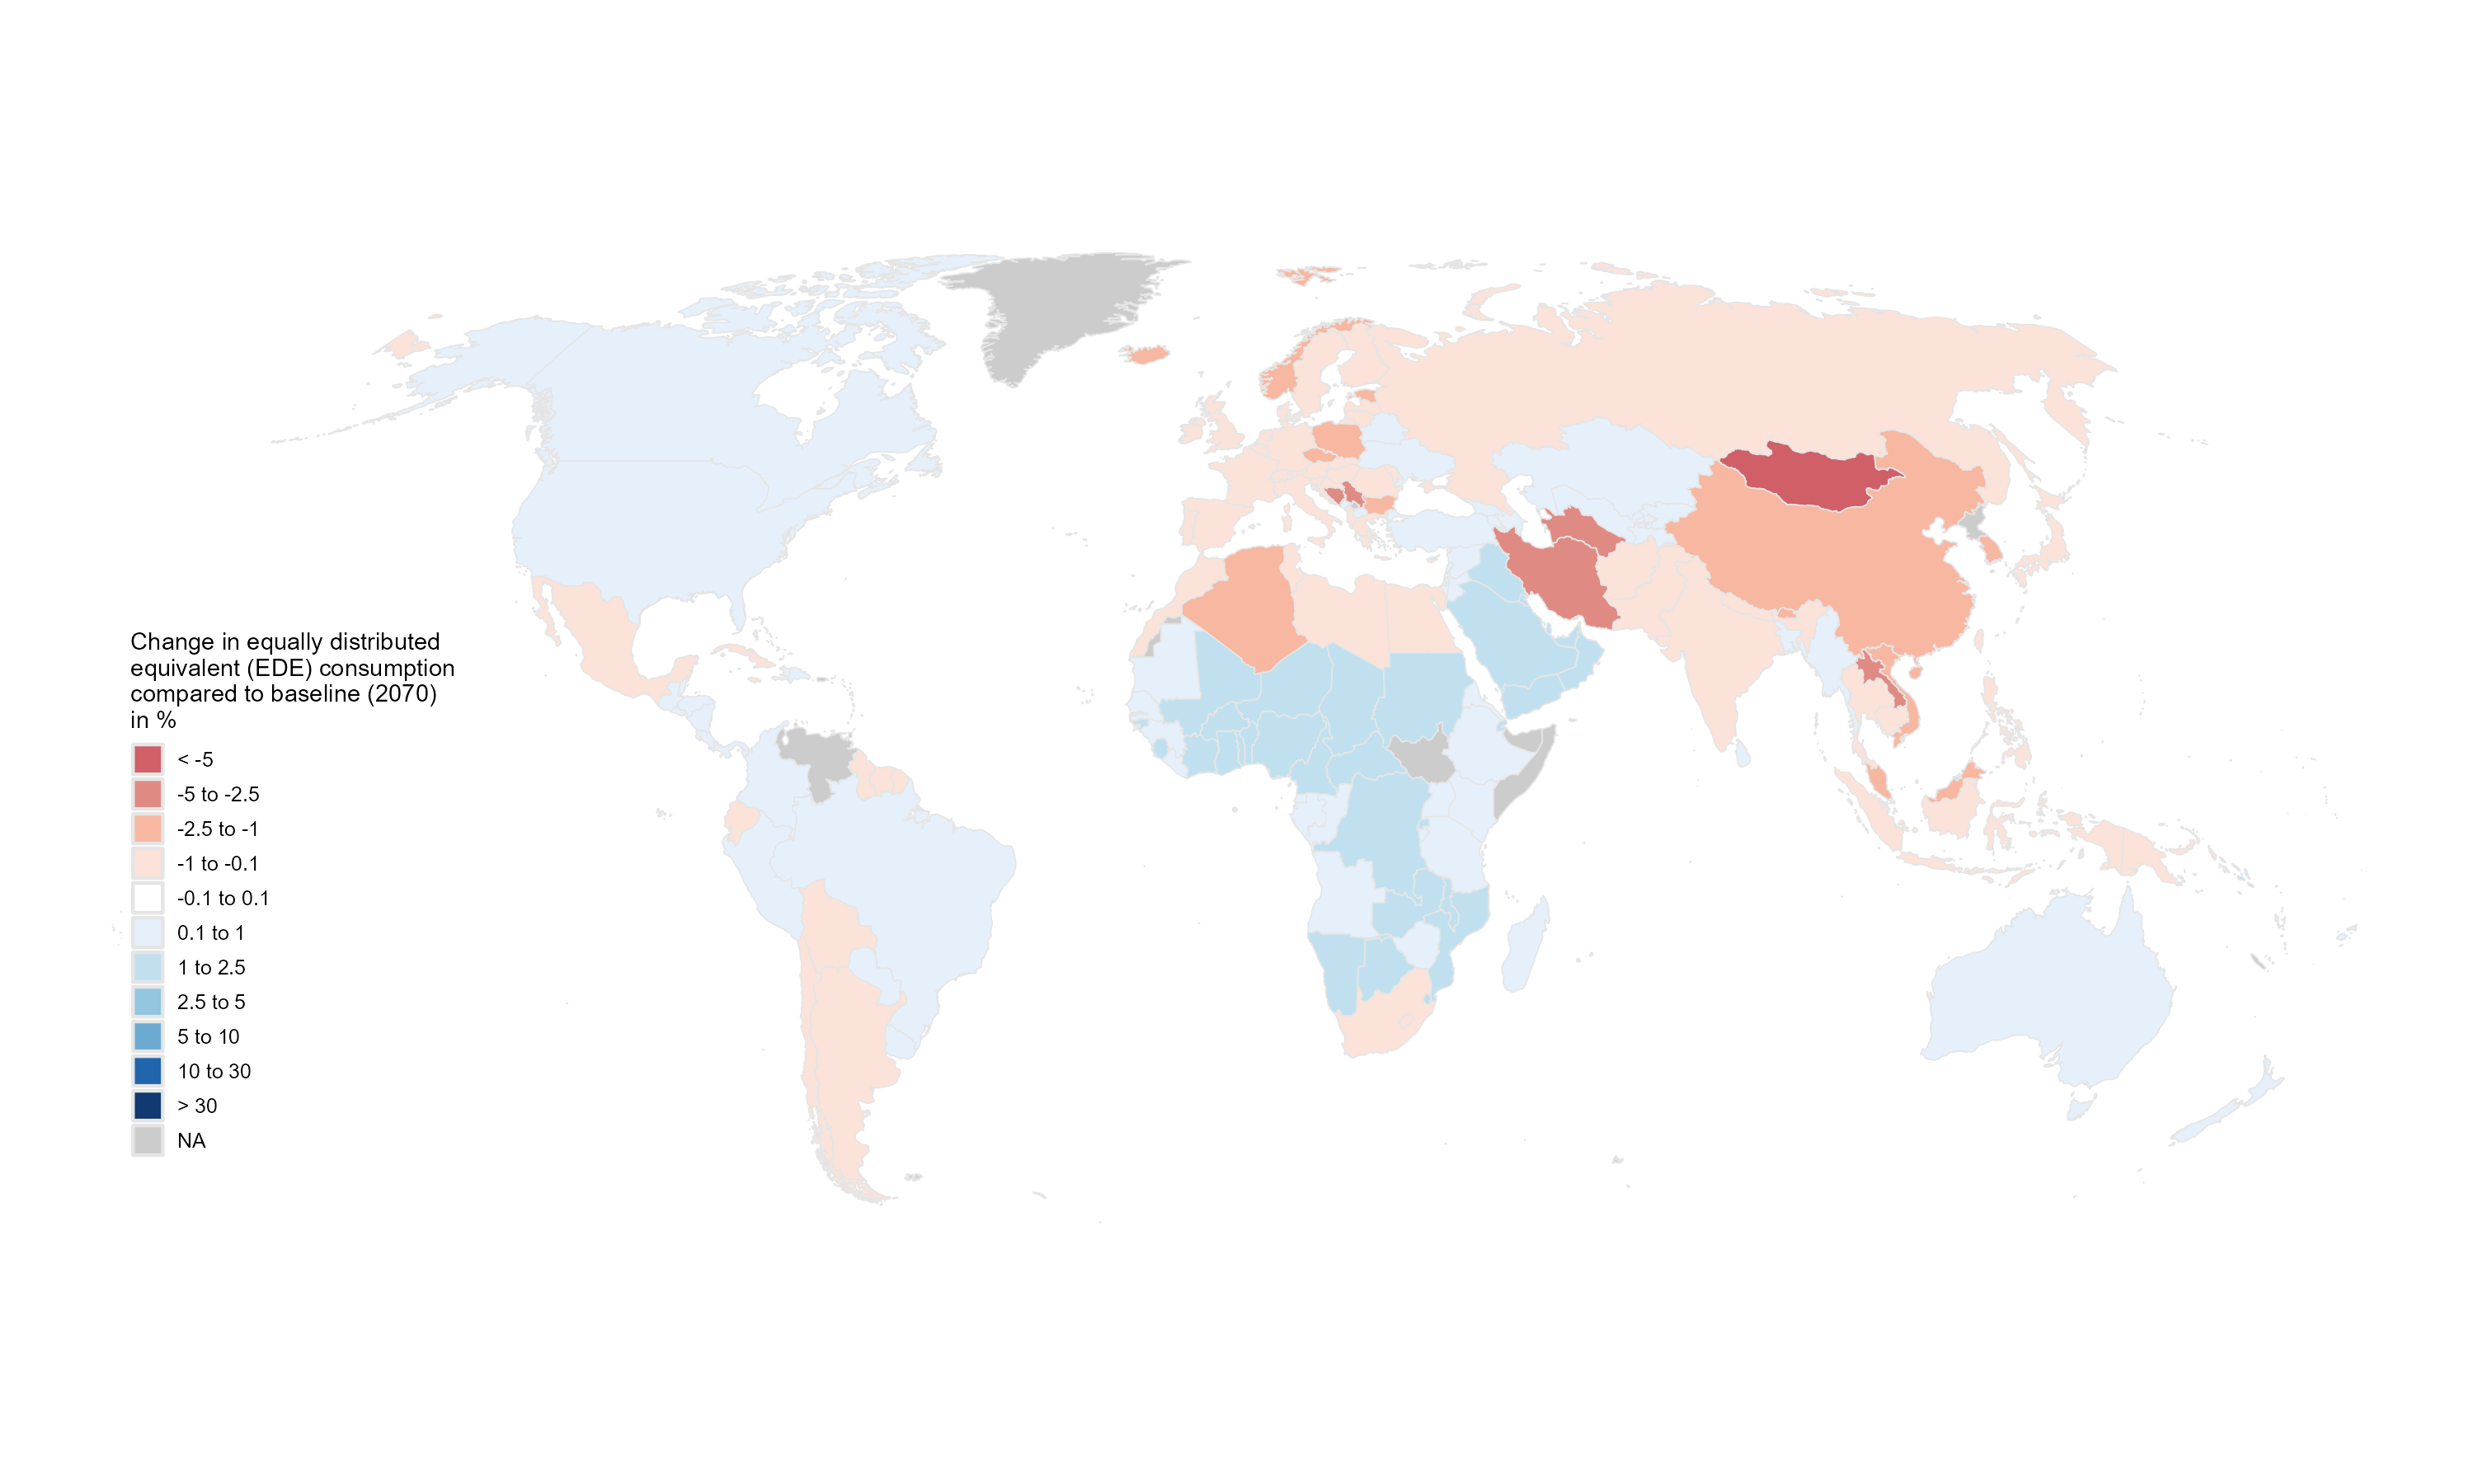 Change in equally distributed
equivalent (EDE) consumption
compared to baseline (2070)
in %
< -5
-5 to -2.5
-2.5 to -1
-1 to -0.1
-0.1 to 0.1
0.1 to 1
1 to 2.5
2.5 to 5
5 to 10
10 to 30
> 30
NA